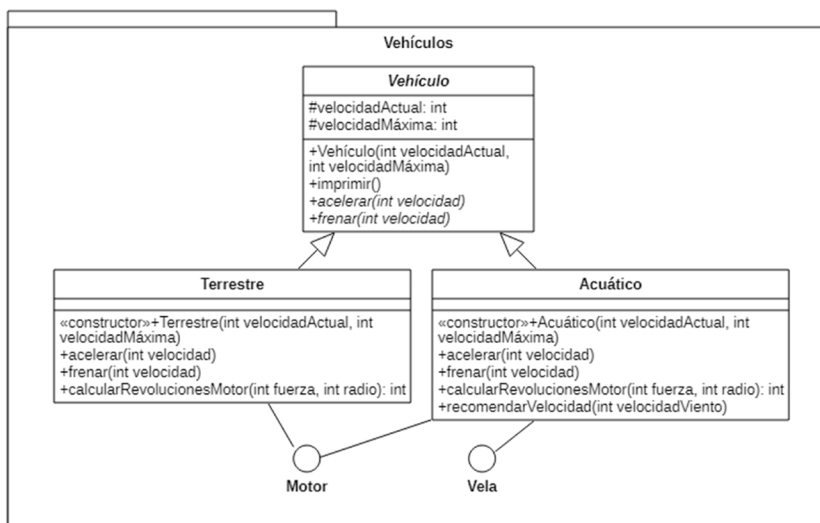 Vehículos
Vehículo
#velocidadActual: int
#velocidadMáxima: int
+Vehículo(int velocidadActual,
int velocidadMáxima)
+imprimir()
+acelerar(int velocidad)
+frenar(int velocidad)
Terrestre
«constructor»+Terrestre(int velocidadActual, int
velocidadMáxima)
+acelerar(int velocidad)
+frenar(int velocidad)
+calcularRevolucionesMotor(int fuerza, int radio): int
Acuático
«constructor»+Acuático(int velocidadActual, int
velocidadMáxima)
+acelerar(int velocidad)
+frenar(int velocidad)
+calcularRevolucionesMotor(int fuerza, int radio): int
+recomendarVelocidad(int velocidadViento)
Motor
Vela